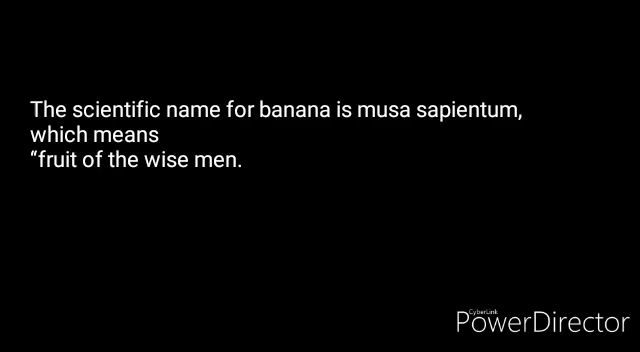 The scientific name for banana is musa sapientum,
which means
“fruit of the wise men.
CyberLink
PowerDirector